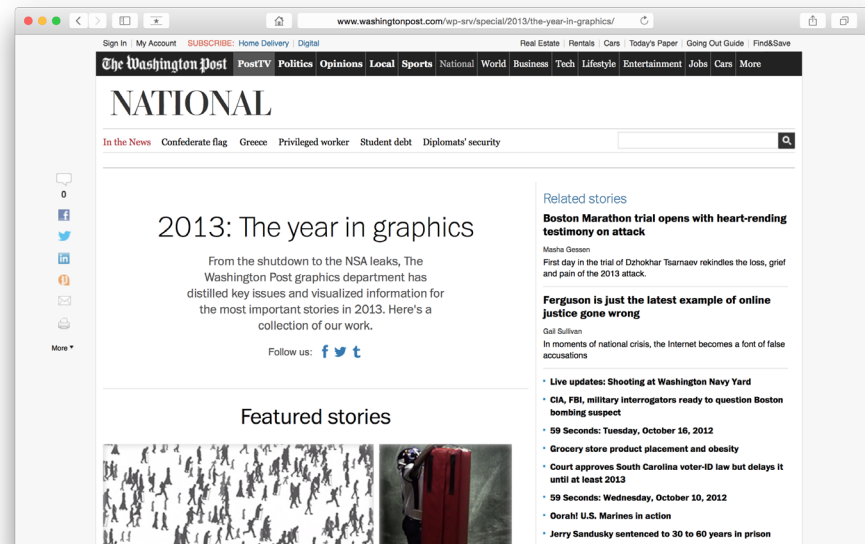 www.washingtonpost.com/wp-srv/special/2013/the-year-in-graphics/
Sign In | My Account SUBSCRIBE: Home Delivery | Digital
Real Estate | Rentals | Cars | Today's Paper | Going Out Guide | Find&Save
The Washington Post PostTV Politics Opinions Local Sports National World Business Tech Lifestyle Entertainment Jobs Cars More
NATIONAL
In the News Confederate flag Greece Privileged worker Student debt Diplomats' security
0
More
2013: The year in graphics
From the shutdown to the NSA leaks, The
Washington Post graphics department has
distilled key issues and visualized information for
the most important stories in 2013. Here's a
collection of our work.
Follow us:
Featured stories
Related stories
Boston Marathon trial opens with heart-rending
testimony on attack
Masha Gessen
First day in the trial of Dzhokhar Tsarnaev rekindles the loss, grief
and pain of the 2013 attack.
Ferguson is just the latest example of online
justice gone wrong
Gail Sullivan
In moments of national crisis, the Internet becomes a font of false
accusations
Live updates: Shooting at Washington Navy Yard
CIA, FBI, military interrogators ready to question Boston
bombing suspect
59 Seconds: Tuesday, October 16, 2012
Grocery store product placement and obesity
Court approves South Carolina voter-ID law but delays it
until at least 2013
59 Seconds: Wednesday, October 10, 2012
Oorah! U.S. Marines in action
Jerry Sandusky sentenced to 30 to 60 years in prison